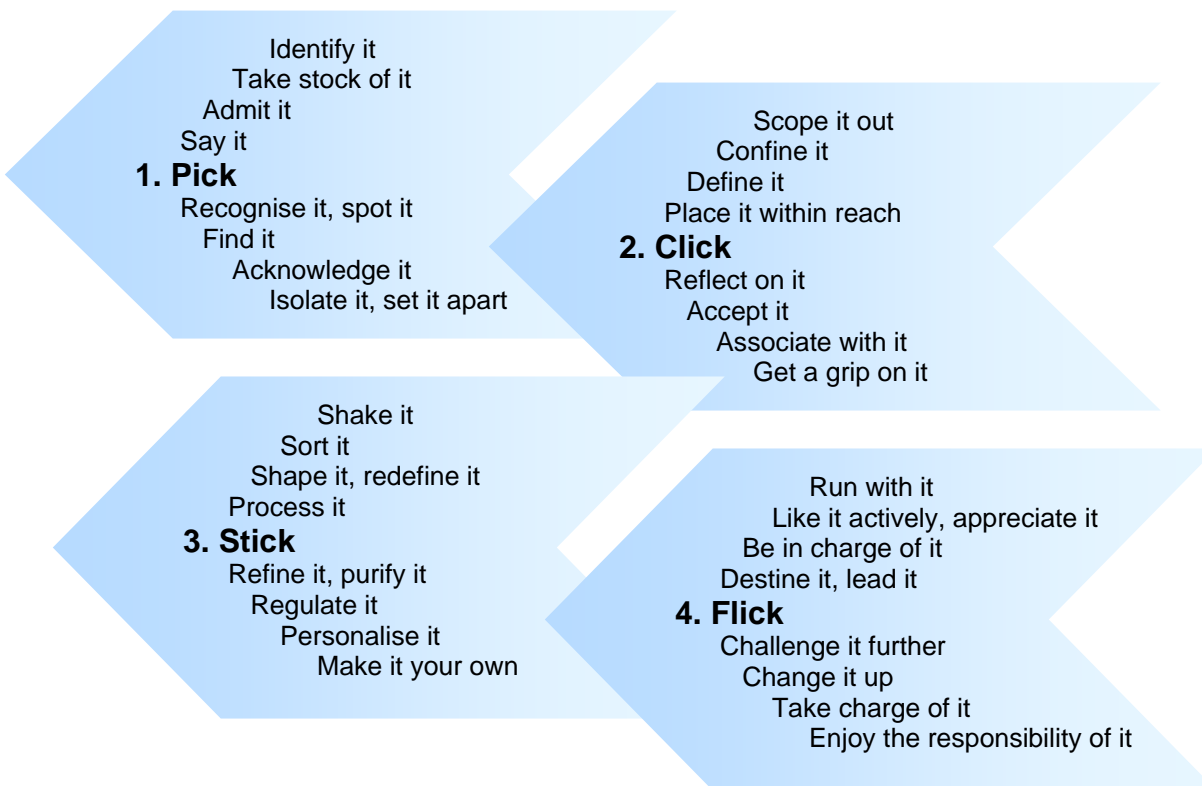 Identify it
Take stock of it
Admit it
Say it
1. Pick
Recognise it, spot it
Find it
Acknowledge it
Isolate it, set it apart
Scope it out
Confine it
Define it
Place it within reach
2. Click
Reflect on it
Accept it
Associate with it
Get a grip on it
Shake it
Sort it
Shape it, redefine it
Process it
3. Stick
Refine it, purify it
Regulate it
Personalise it
Make it your own
Run with it
Like it actively, appreciate it
Be in charge of it
Destine it, lead it
4. Flick
Challenge it further
Change it up
Take charge of it
Enjoy the responsibility of it